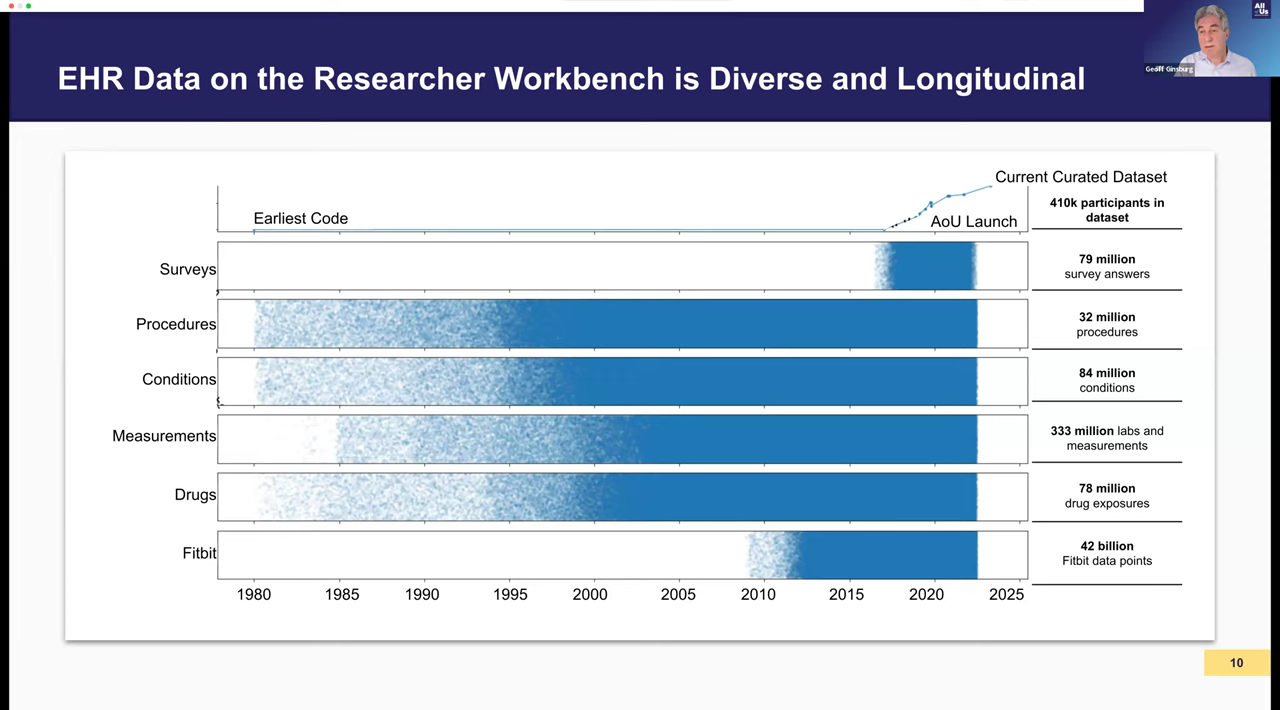 All
of Us
Geoff Ginsburg
EHR Data on the Researcher Workbench is Diverse and Longitudinal
Current Curated Dataset
Earliest Code
AoU Launch
410k participants in
dataset
Surveys
79 million
survey answers
Procedures
32 million
procedures
Conditions
84 million
conditions
Measurements
333 million labs and
measurements
Drugs
78 million
drug exposures
Fitbit
42 billion
Fitbit data points
1980 1985 1990 1995 2000 2005 2010 2015 2020 2025
10